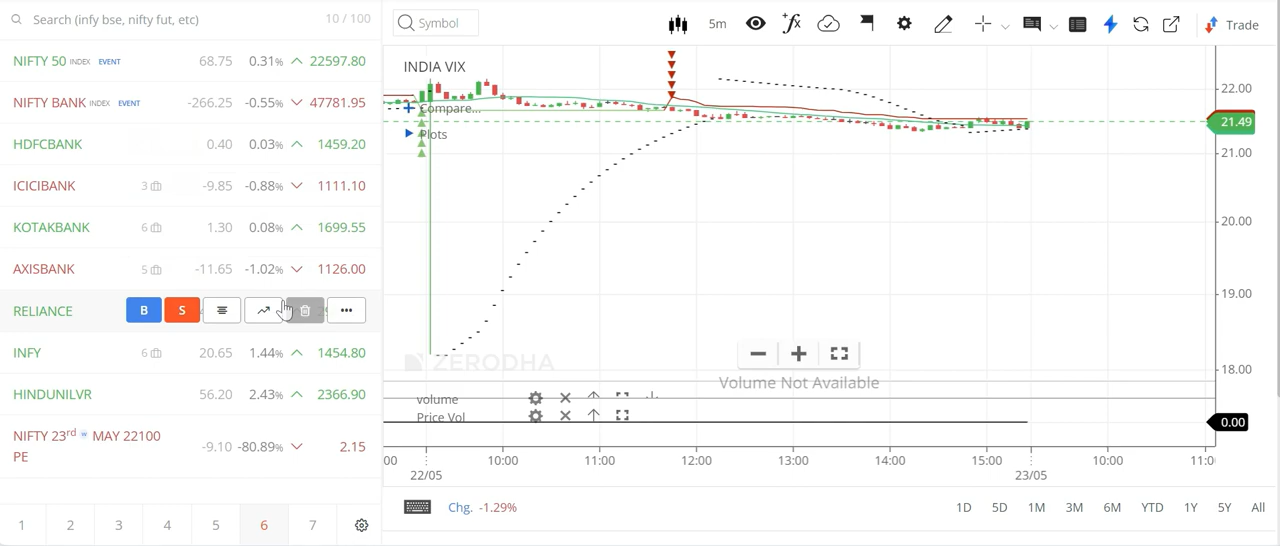 Search (infy bse, nifty fut, etc) 10 / 100
NIFTY 50 INDEX EVENT 68.75 0.31% 22597.80
NIFTY BANK INDEX EVENT -266.25 -0.55% 47781.95
HDFCBANK 0.40 0.03% 1459.20
ICICIBANK 3 -9.85 -0.88% 1111.10
KOTAKBANK 6 1.30 0.08% 1699.55
AXISBANK 5 -11.65 -1.02% 1126.00
RELIANCE B S
INFY 6 20.65 1.44% 1454.80
HINDUNILVR 56.20 2.43% 2366.90
NIFTY 23rd w MAY 22100 PE -9.10 -80.89% 2.15
1 2 3 4 5 6 7
Symbol 5m Trade
INDIA VIX
Compare...
Plots
22.00
21.49
21.00
20.00
19.00
18.00
ZERODHA
Volume Not Available
volume
Price Vol
0.00
:00 10:00 11:00 12:00 13:00 14:00 15:00 10:00 11:0
22/05 23/05
Chg. -1.29% 1D 5D 1M 3M 6M YTD 1Y 5Y All